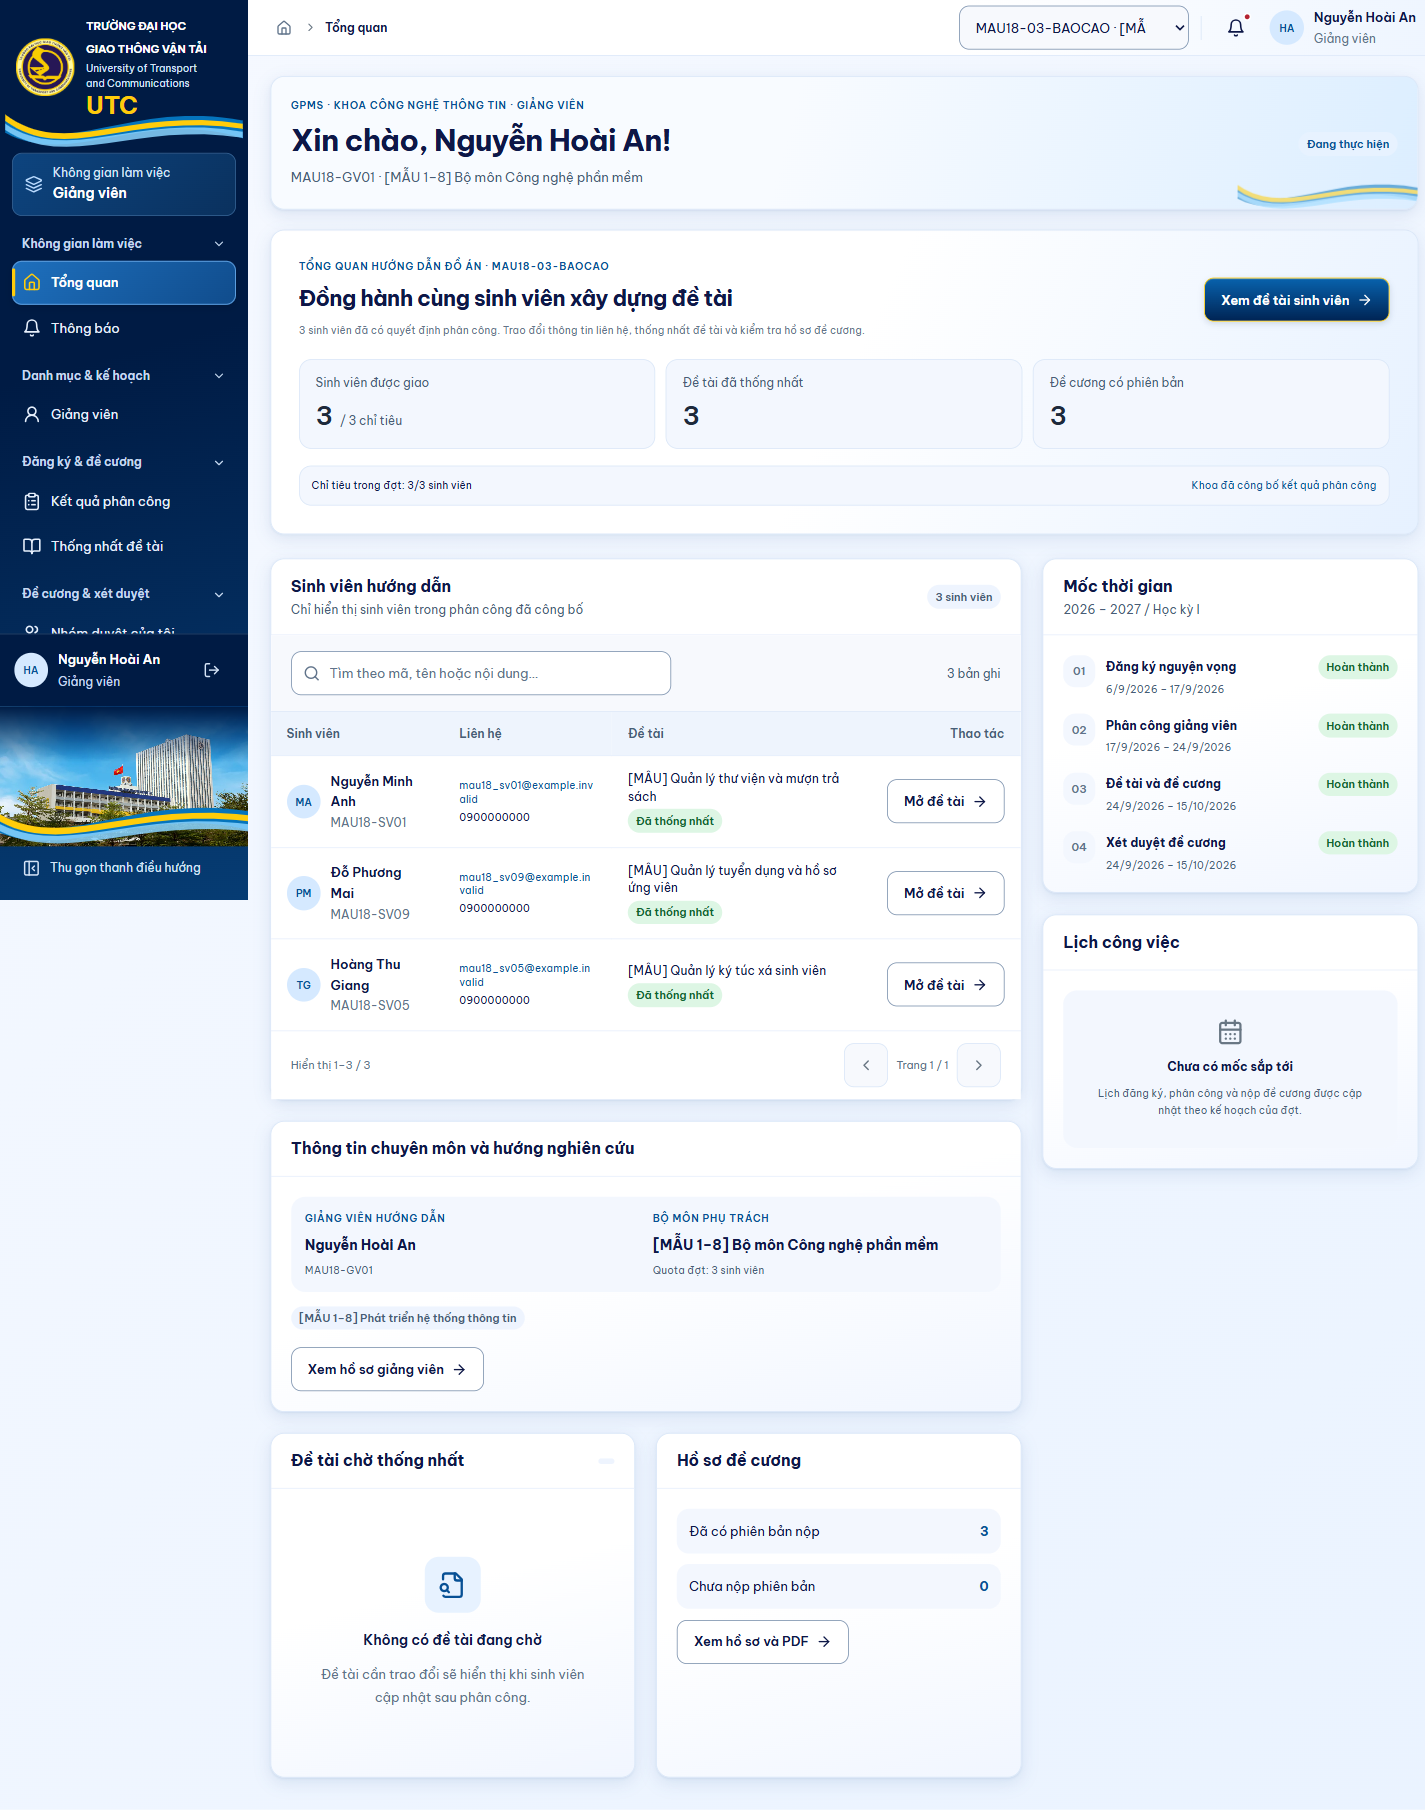 TRƯỜNG ĐẠI HỌC
GIAO THÔNG VẬN TẢI
University of Transport
and Communications
UTC
Không gian làm việc
Giảng viên
Không gian làm việc
Tổng quan
Thông báo
Danh mục & kế hoạch
Giảng viên
Đăng ký & đề cương
Kết quả phân công
Thống nhất đề tài
Đề cương & xét duyệt
Nhóm duyệt của tôi
HA
Nguyễn Hoài An
Giảng viên
Thu gọn thanh điều hướng
Tổng quan
MAU18-03-BAOCAO · [MẪ
HA
Nguyễn Hoài An
Giảng viên
GPMS · KHOA CÔNG NGHỆ THÔNG TIN · GIẢNG VIÊN
Xin chào, Nguyễn Hoài An!
MAU18-GV01 · [MẪU 1-8] Bộ môn Công nghệ phần mềm
Đang thực hiện
TỔNG QUAN HƯỚNG DẪN ĐỒ ÁN · MAU18-03-BAOCAO
Đồng hành cùng sinh viên xây dựng đề tài
3 sinh viên đã có quyết định phân công. Trao đổi thông tin liên hệ, thống nhất đề tài và kiểm tra hồ sơ đề cương.
Xem đề tài sinh viên
Sinh viên được giao
3 / 3 chỉ tiêu
Đề tài đã thống nhất
3
Đề cương có phiên bản
3
Chỉ tiêu trong đợt: 3/3 sinh viên
Khoa đã công bố kết quả phân công
Sinh viên hướng dẫn
Chỉ hiển thị sinh viên trong phân công đã công bố
3 sinh viên
Tìm theo mã, tên hoặc nội dung...
3 bản ghi
Sinh viên
Liên hệ
Đề tài
Thao tác
MA
Nguyễn Minh
Anh
MAU18-SV01
mau18_sv01@example.inv
alid
0900000000
[MẪU] Quản lý thư viện và mượn trả
sách
Đã thống nhất
Mở đề tài
PM
Đỗ Phương
Mai
MAU18-SV09
mau18_sv09@example.in
valid
0900000000
[MẪU] Quản lý tuyển dụng và hồ sơ
ứng viên
Đã thống nhất
Mở đề tài
TG
Hoàng Thu
Giang
MAU18-SV05
mau18_sv05@example.in
valid
0900000000
[MẪU] Quản lý ký túc xá sinh viên
Đã thống nhất
Mở đề tài
Hiển thị 1-3 / 3
Trang 1 / 1
Mốc thời gian
2026 - 2027 / Học kỳ I
01
Đăng ký nguyện vọng
6/9/2026 - 17/9/2026
Hoàn thành
02
Phân công giảng viên
17/9/2026 - 24/9/2026
Hoàn thành
03
Đề tài và đề cương
24/9/2026 - 15/10/2026
Hoàn thành
04
Xét duyệt đề cương
24/9/2026 - 15/10/2026
Hoàn thành
Lịch công việc
Chưa có mốc sắp tới
Lịch đăng ký, phân công và nộp đề cương được cập
nhật theo kế hoạch của đợt.
Thông tin chuyên môn và hướng nghiên cứu
GIẢNG VIÊN HƯỚNG DẪN
Nguyễn Hoài An
MAU18-GV01
BỘ MÔN PHỤ TRÁCH
[MẪU 1-8] Bộ môn Công nghệ phần mềm
Quota đợt: 3 sinh viên
[MẪU 1-8] Phát triển hệ thống thông tin
Xem hồ sơ giảng viên
Đề tài chờ thống nhất
Không có đề tài đang chờ
Đề tài cần trao đổi sẽ hiển thị khi sinh viên
cập nhật sau phân công.
Hồ sơ đề cương
Đã có phiên bản nộp
3
Chưa nộp phiên bản
0
Xem hồ sơ và PDF